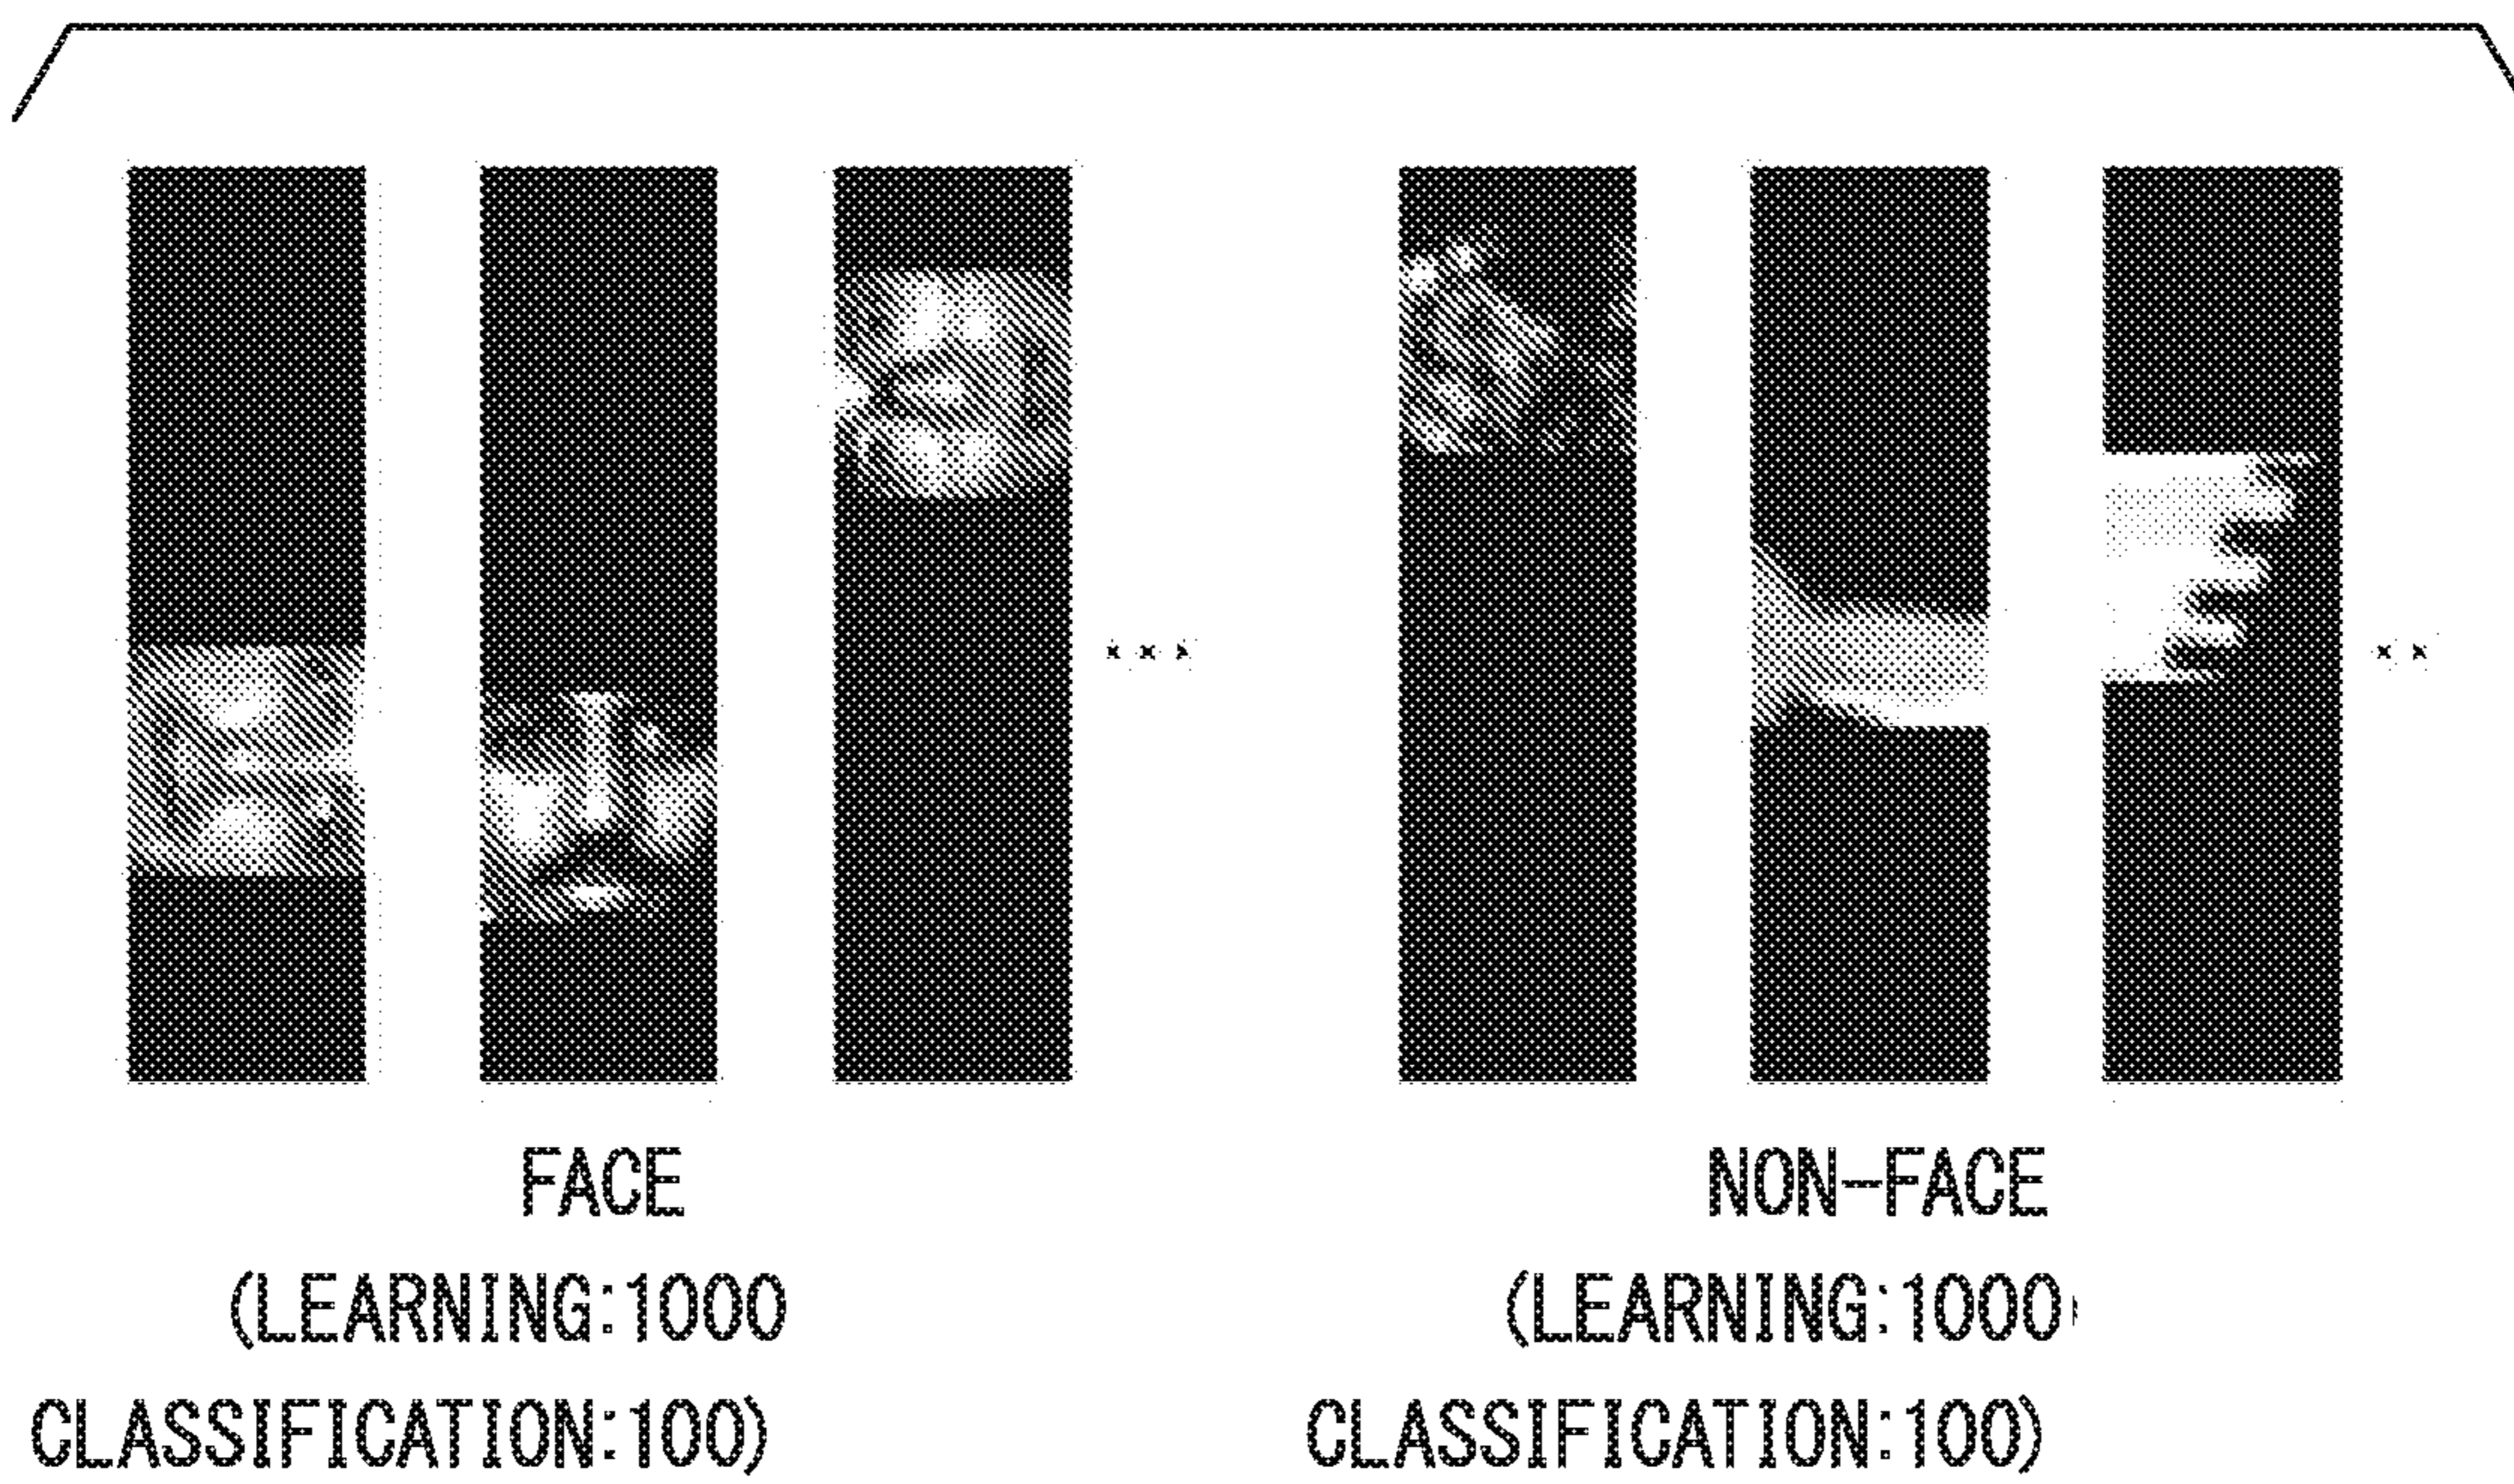 FACE
(LEARNING:1000
CLASSIFICATION:100)
NON-FACE
(LEARNING:1000
CLASSIFICATION:100)